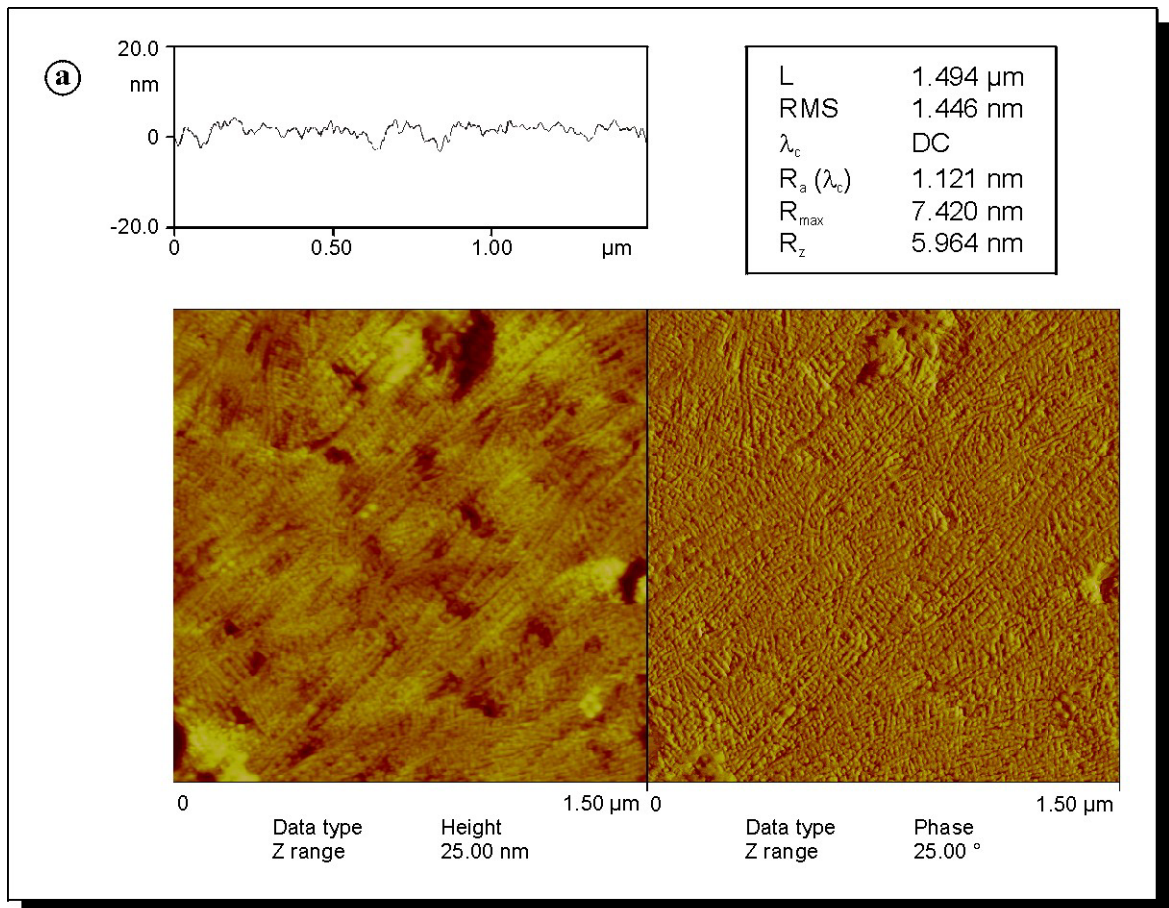 a
20.0
nm
0
-20.0
0 0.50 1.00 µm
L 1.494 µm
RMS 1.446 nm
λc DC
Ra (λc) 1.121 nm
Rmax 7.420 nm
Rz 5.964 nm
0 1.50 µm 0 1.50 µm
Data type Height Data type Phase
Z range 25.00 nm Z range 25.00 °